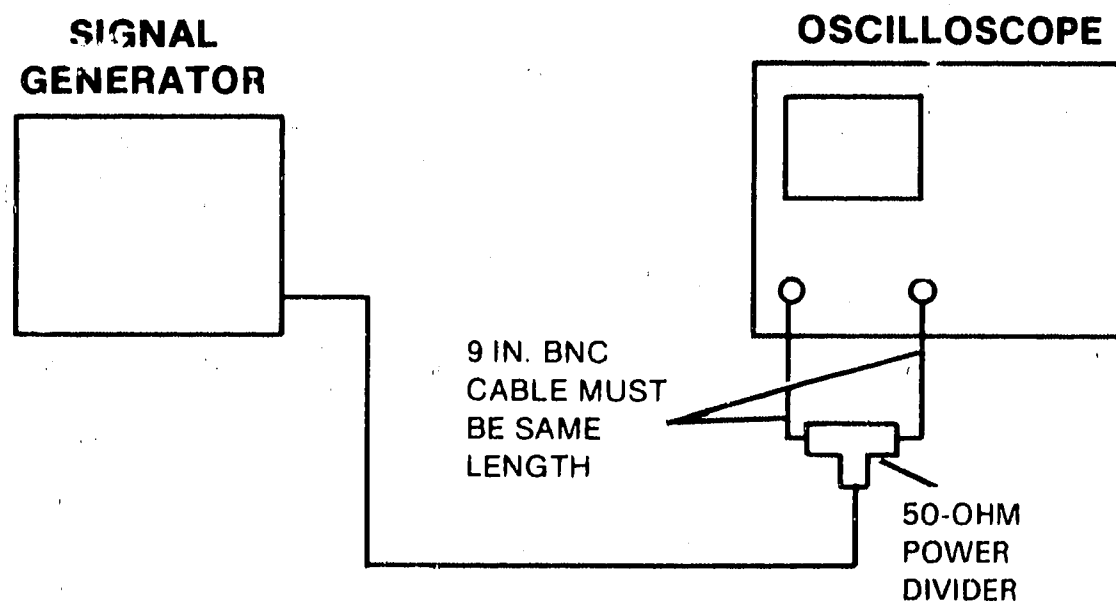 SIGNAL
GENERATOR
OSCILLOSCOPE
9 IN. BNC
CABLE MUST
BE SAME
LENGTH
50-OHM
POWER
DIVIDER